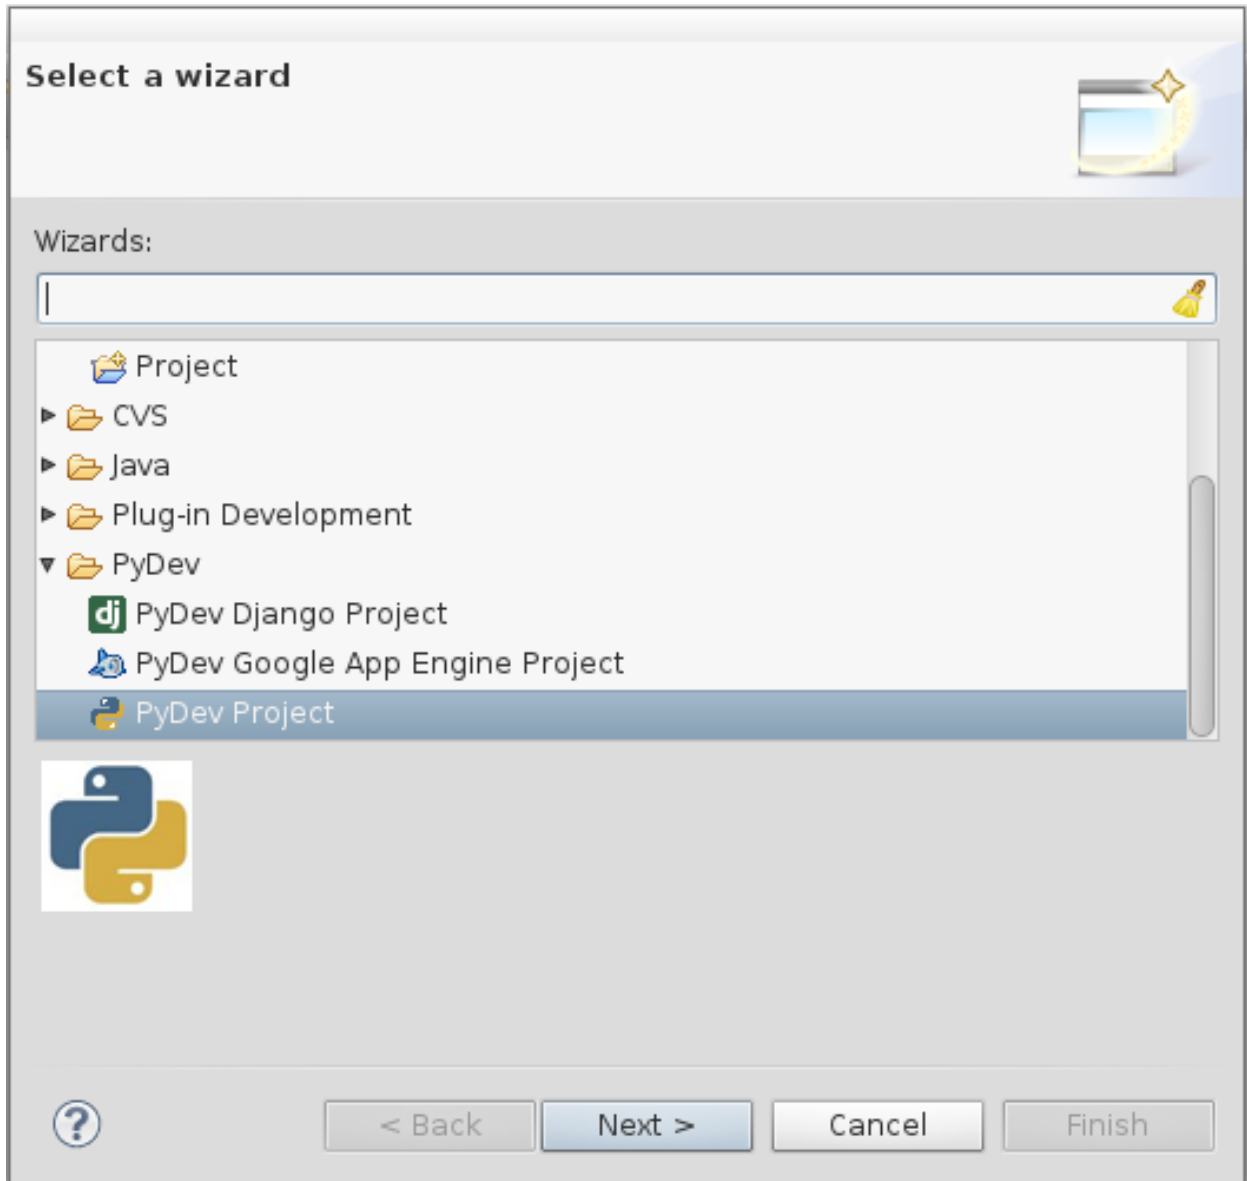 Select a wizard
Wizards:
Project
CVS
Java
Plug-in Development
PyDev
dj PyDev Django Project
PyDev Google App Engine Project
PyDev Project
? < Back Next > Cancel Finish